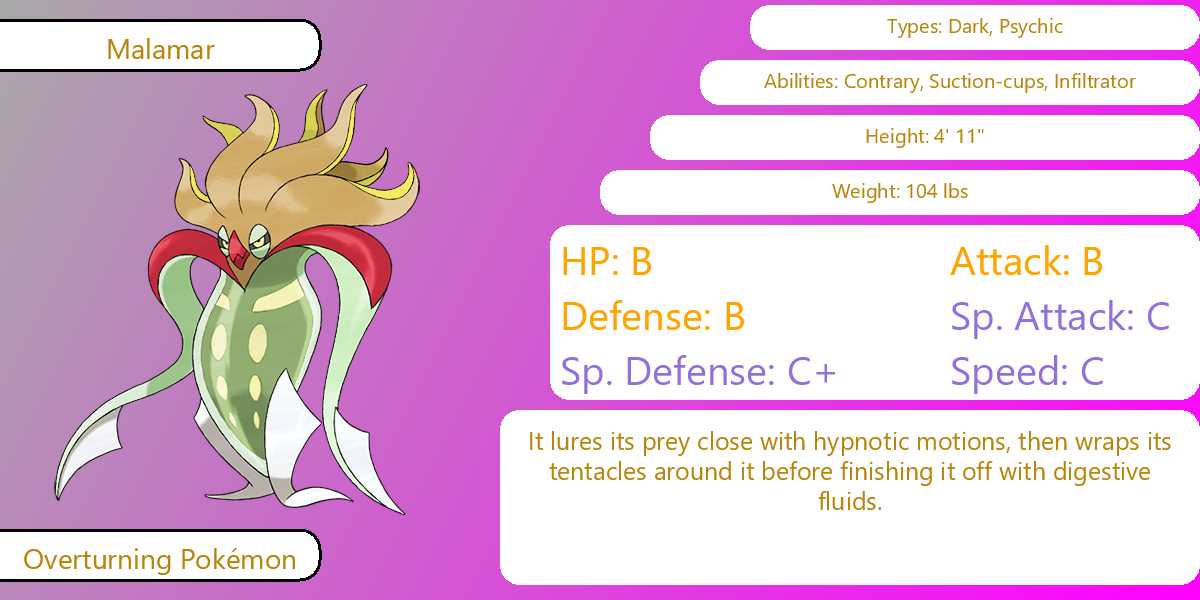 Malamar
Types: Dark, Psychic
Abilities: Contrary, Suction-cups, Infiltrator
Height: 4' 11"
Weight: 104 lbs
HP: B
Attack: B
Defense: B
Sp. Attack: C
Sp. Defense: C+
Speed: C
It lures its prey close with hypnotic motions, then wraps its
tentacles around it before finishing it off with digestive
fluids.
Overturning Pokémon